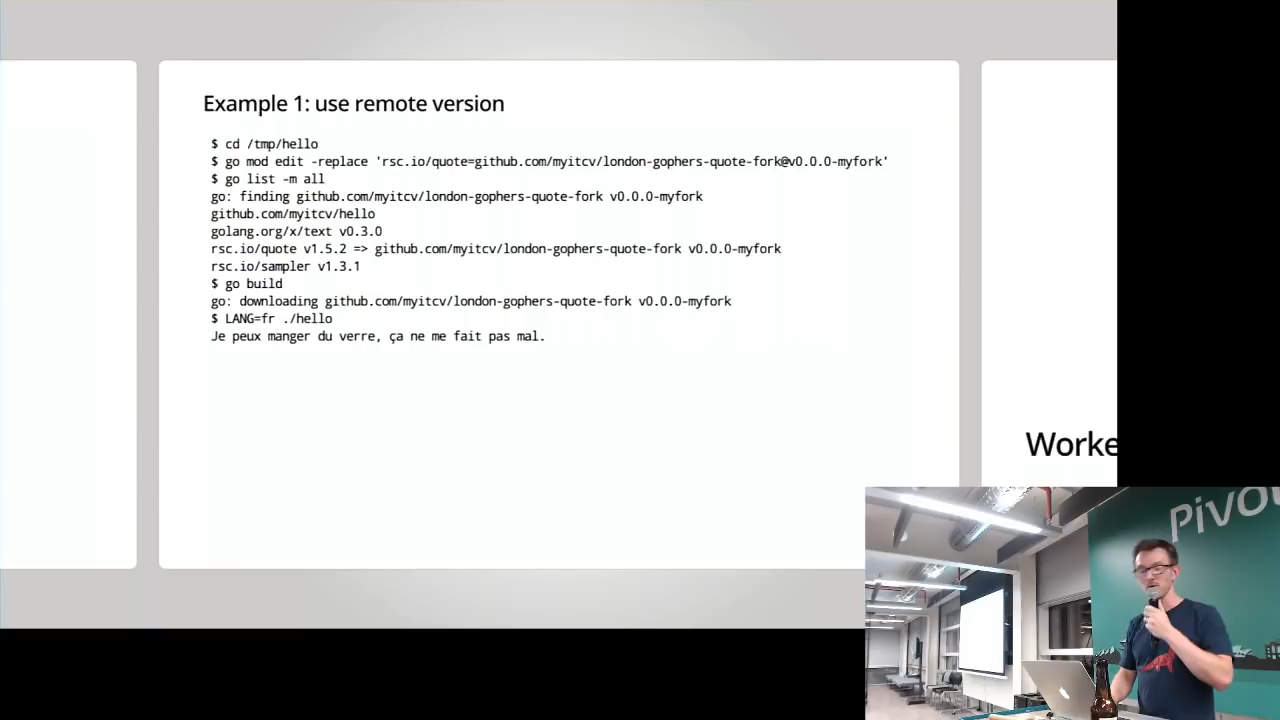 Example 1: use remote version
$ cd /tmp/hello
$ go mod edit -replace 'rsc.io/quote=github.com/myitcv/london-gophers-quote-fork@v0.0.0-myfork'
$ go list -m all
go: finding github.com/myitcv/london-gophers-quote-fork v0.0.0-myfork
github.com/myitcv/hello
golang.org/x/text v0.3.0
rsc.io/quote v1.5.2 => github.com/myitcv/london-gophers-quote-fork v0.0.0-myfork
rsc.io/sampler v1.3.1
$ go build
go: downloading github.com/myitcv/london-gophers-quote-fork v0.0.0-myfork
$ LANG=fr ./hello
Je peux manger du verre, ça ne me fait pas mal.
Worke
Pivo